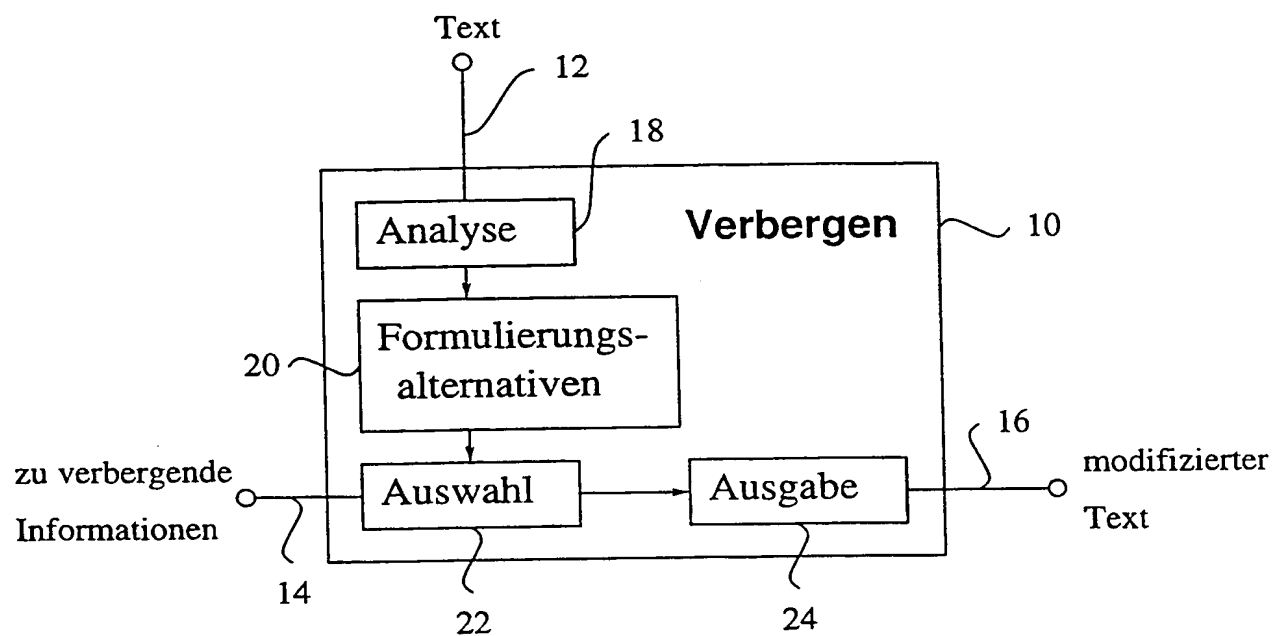 Text
12
18
Analyse
Verbergen
10
Formulierungs-
alternativen
20
16
zu verbergende
Informationen
Auswahl
Ausgabe
modifizierter
Text
14
22
24